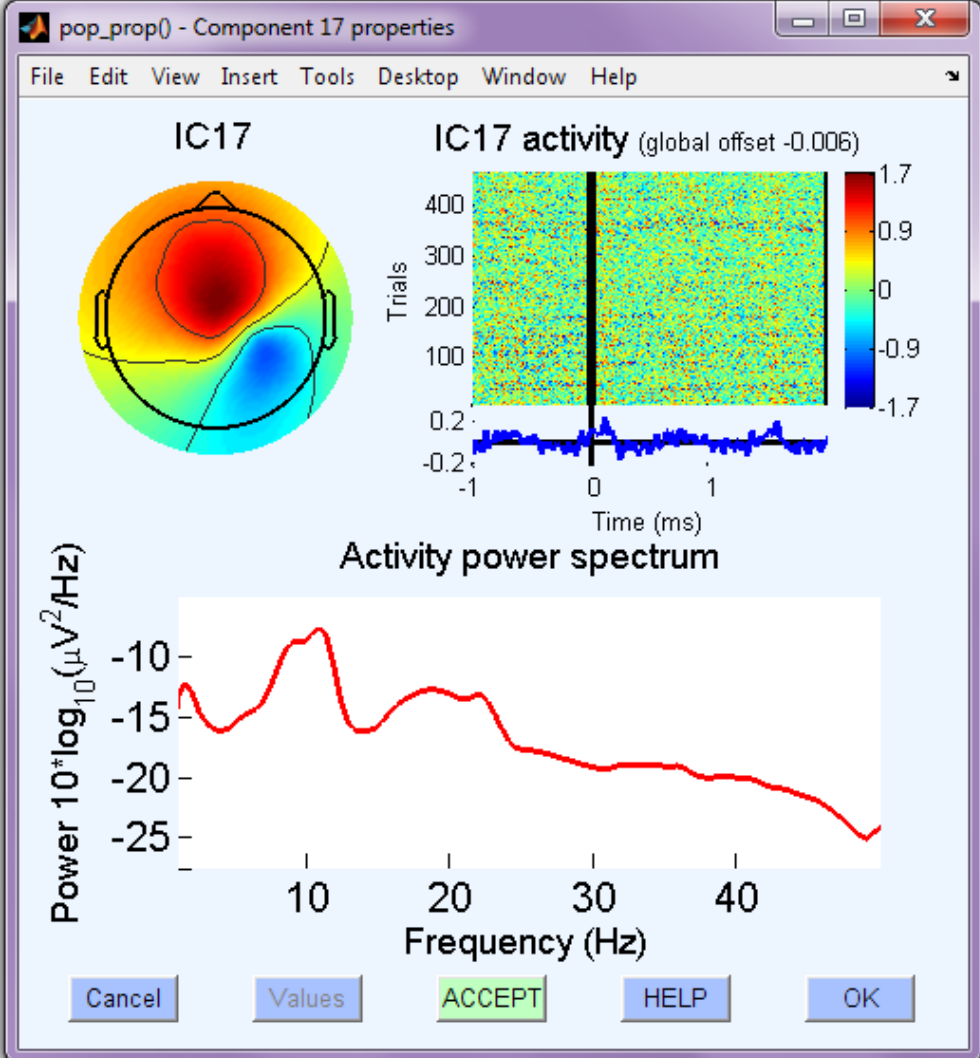 pop_prop() - Component 17 properties
File Edit View Insert Tools Desktop Window Help
IC17
IC17 activity (global offset -0.006)
400
300
200
100
Trials
1.7
0.9
0
-0.9
-1.7
0.2
-0.2
-1 0 1
Time (ms)
Activity power spectrum
Power 10*log10(μV2/Hz)
-10
-15
-20
-25
10 20 30 40
Frequency (Hz)
Cancel Values ACCEPT HELP OK